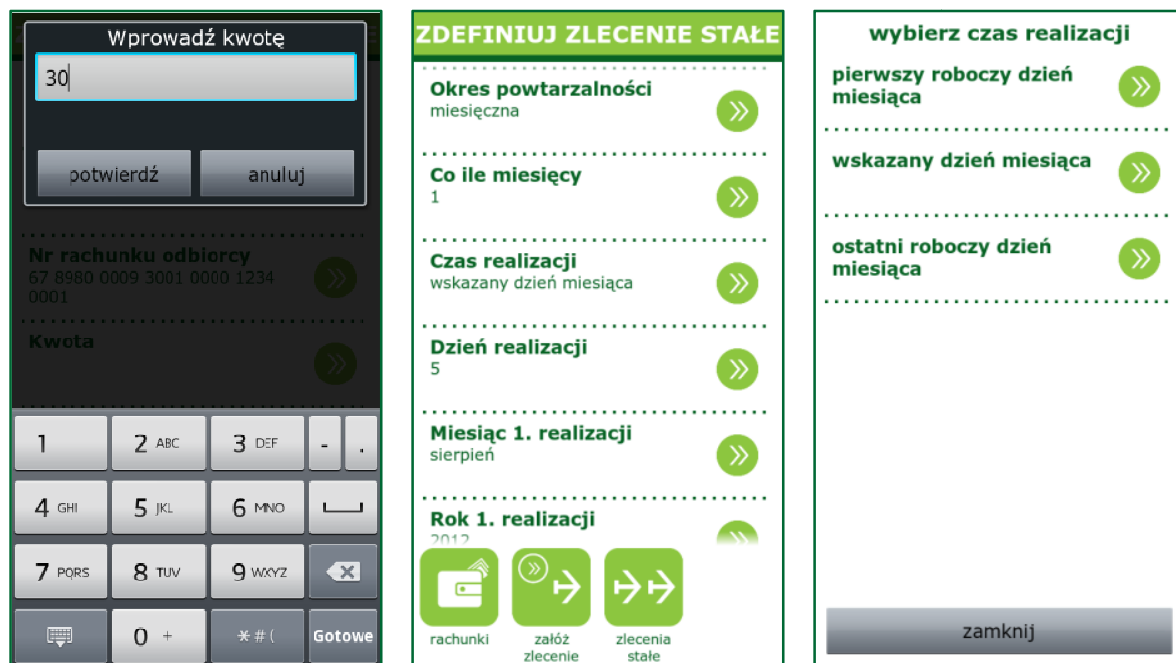 Wprowadź kwotę
30
potwierdź anuluj
Nr rachunku odbiorcy
67 8980 0009 3001 0000 1234
0001
Kwota
1 2 ABC 3 DEF - .
4 GHI 5 JKL 6 MNO
7 PQRS 8 TUV 9 WXYZ
0 + *#( Gotowe
ZDEFINIUJ ZLECENIE STAŁE
Okres powtarzalności
miesięczna
Co ile miesięcy
1
Czas realizacji
wskazany dzień miesiąca
Dzień realizacji
5
Miesiąc 1. realizacji
sierpień
Rok 1. realizacji
2012
rachunki załóż zlecenia
zlecenie stałe
wybierz czas realizacji
pierwszy roboczy dzień
miesiąca
wskazany dzień miesiąca
ostatni roboczy dzień
miesiąca
zamknij